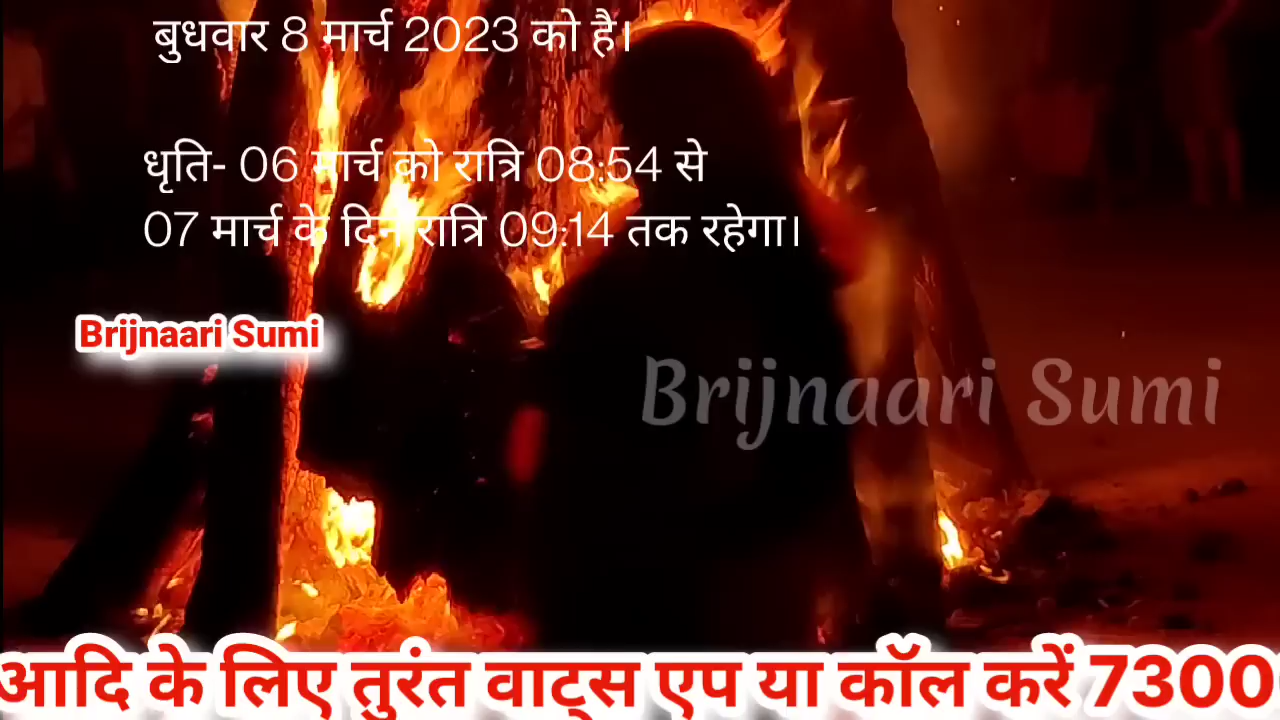 बुधवार 8 मार्च 2023 को है।
धृति- 06 मार्च को रात्रि 08:54 से
07 मार्च के दिन रात्रि 09:14 तक रहेगा।
Brijnaari Sumi
Brijnaari Sumi
आदि के लिए तुरंत वाट्स एप या कॉल करें 7300